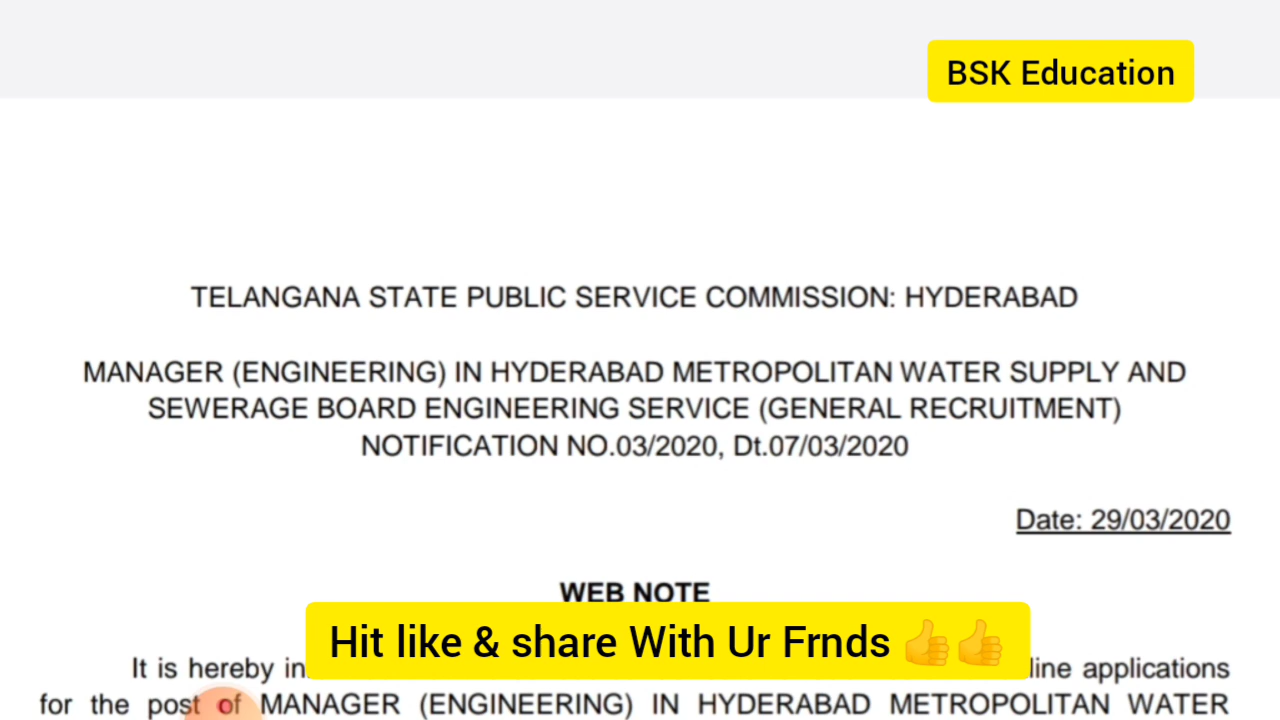 BSK Education
TELANGANA STATE PUBLIC SERVICE COMMISSION: HYDERABAD
MANAGER (ENGINEERING) IN HYDERABAD METROPOLITAN WATER SUPPLY AND
SEWERAGE BOARD ENGINEERING SERVICE (GENERAL RECRUITMENT)
NOTIFICATION NO.03/2020, Dt.07/03/2020
Date: 29/03/2020
WEB NOTE
Hit like & share With Ur Frnds 👍👍
It is hereby applications
for the post of MANAGER (ENGINEERING) IN HYDERABAD METROPOLITAN WATER